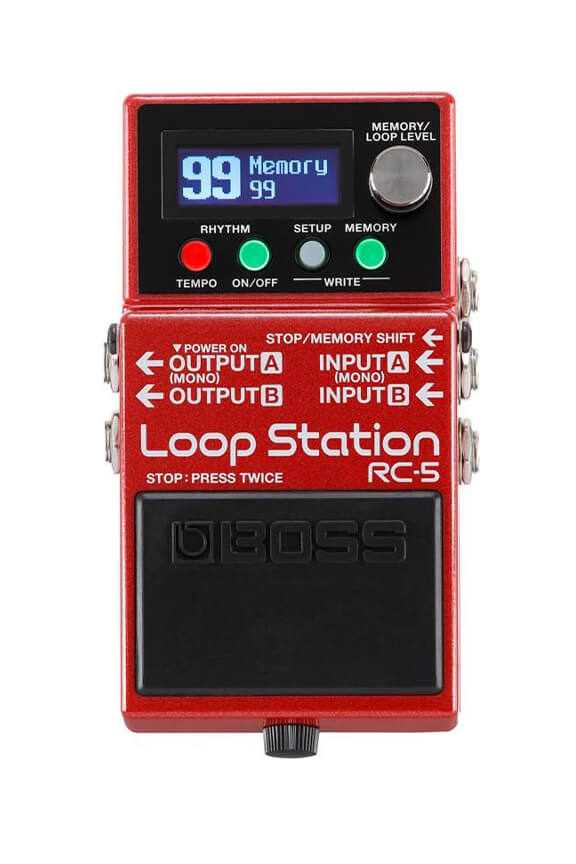 MEMORY/
LOOP LEVEL
99 Memory
99
RHYTHM
SETUP MEMORY
TEMPO ON/OFF
WRITE
STOP/MEMORY SHIFT
▼POWER ON
OUTPUT A
(MONO)
OUTPUT B
INPUT A
(MONO)
INPUT B
Loop Station
RC-5
STOP: PRESS TWICE
BOSS